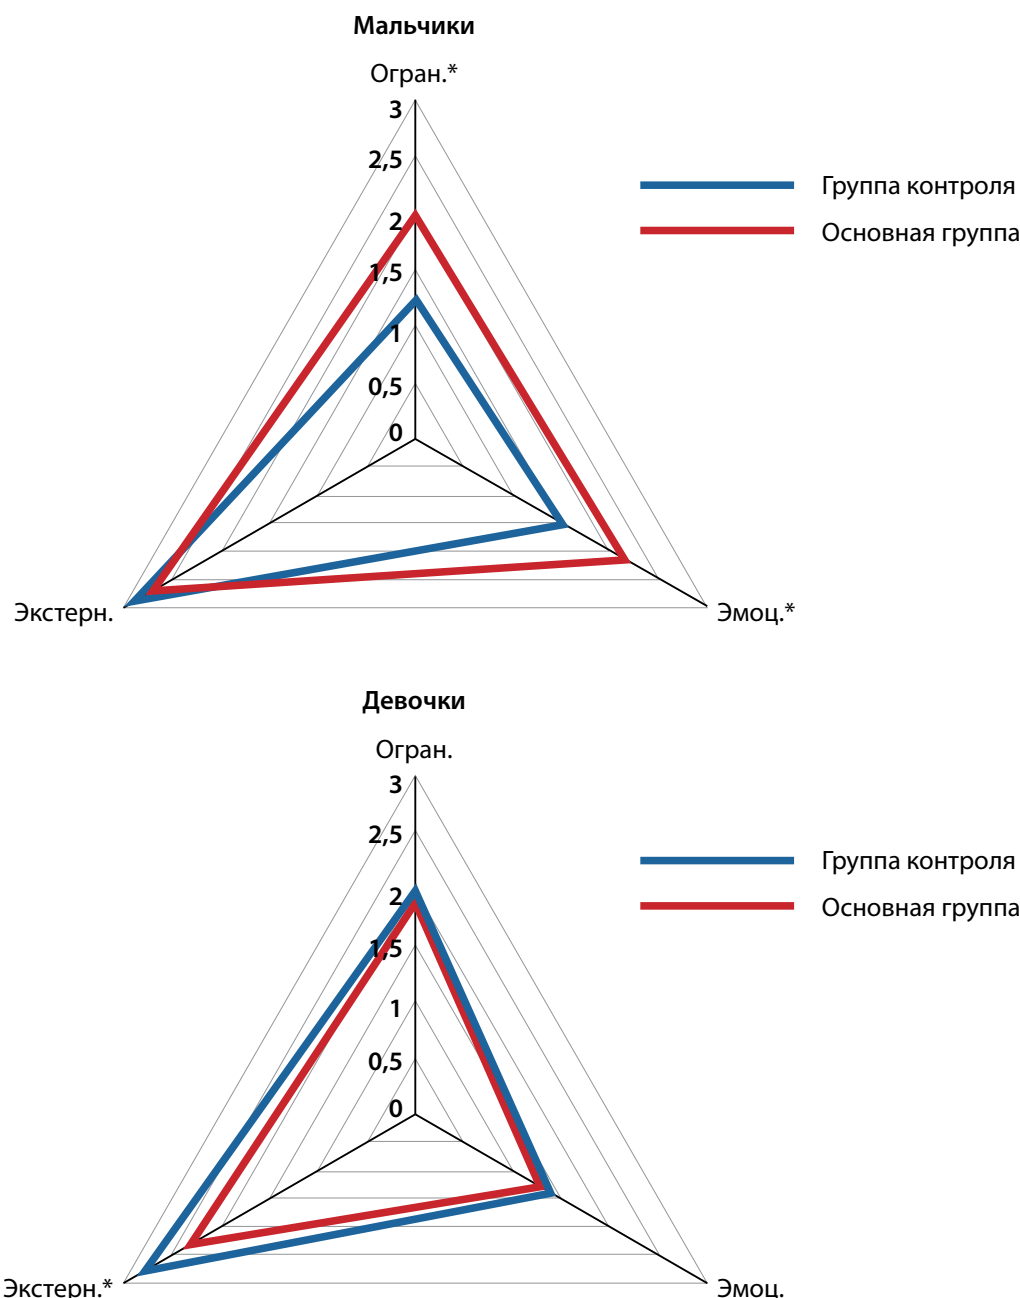 Мальчики
Огран.*
3
2,5
2
1,5
1
0,5
0
Группа контроля
Основная группа
Экстерн.
Эмоц.*
Девочки
Огран.
3
2,5
2
1,5
1
0,5
0
Группа контроля
Основная группа
Экстерн.*
Эмоц.